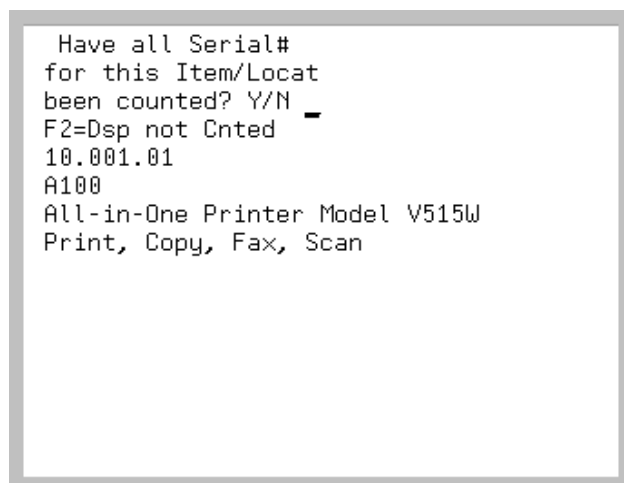 Have all Serial#
for this Item/Locat
been counted? Y/N _
F2=Dsp not Cnted
10.001.01
A100
All-in-One Printer Model V515W
Print, Copy, Fax, Scan